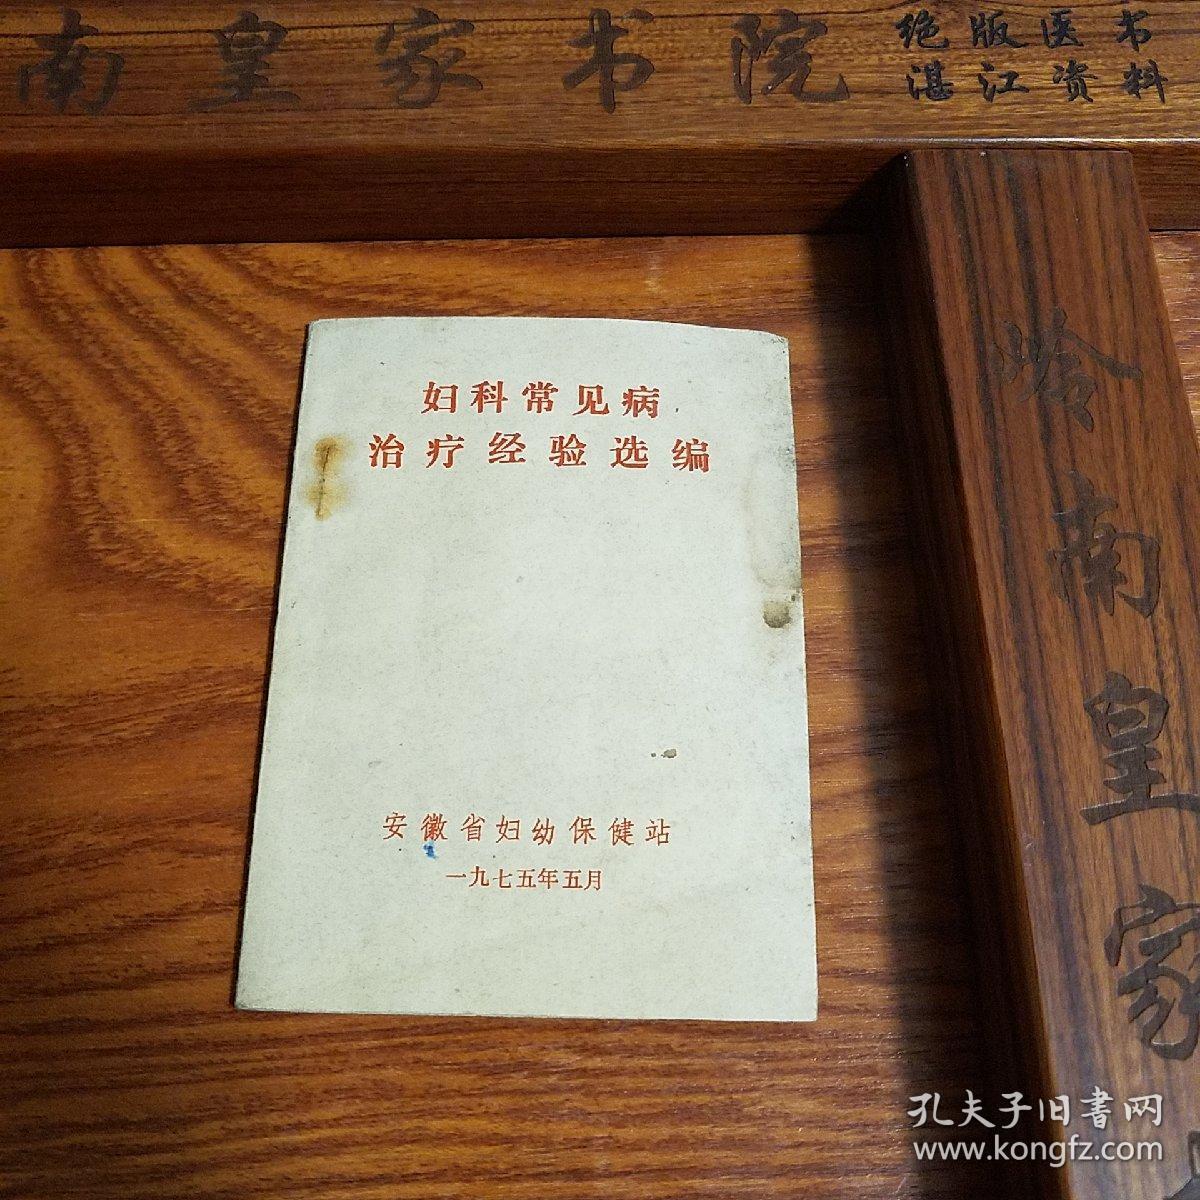 南皇家书院
绝版医书
湛江资料
妇科常见病
治疗经验选编
安徽省妇幼保健站
一九七五年五月
岭南皇家
孔夫子旧書网
www.kongfz.com